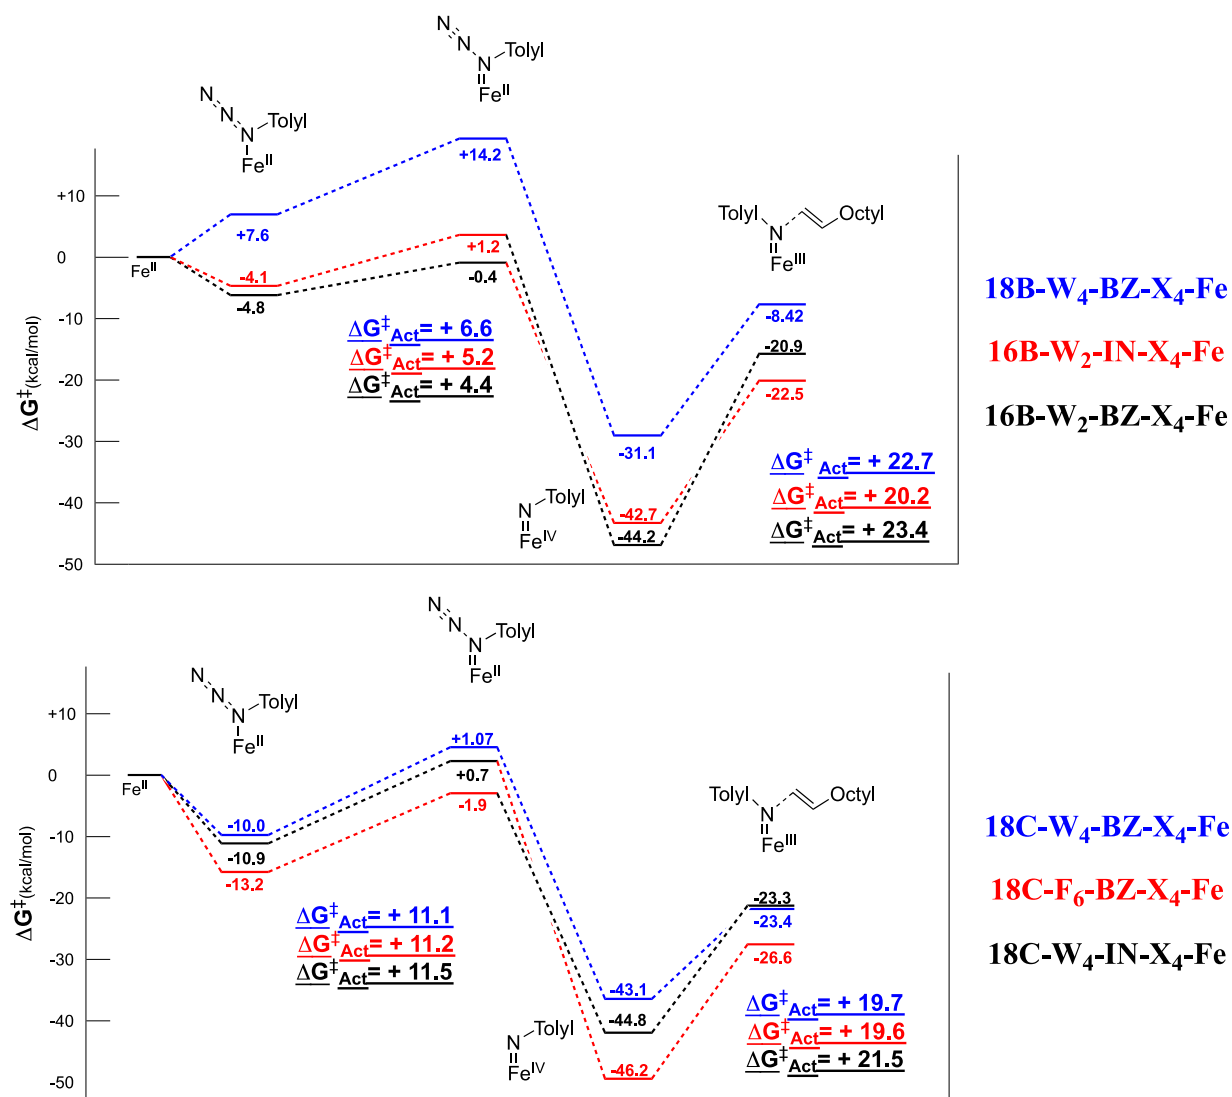 N
N
N
Tolyl
Fe^II
N
N
N
Tolyl
Fe^II
+10
0
-10
-20
-30
-40
-50
ΔG‡(kcal/mol)
Fe^II
+7.6
-4.1
-4.8
+14.2
+1.2
-0.4
ΔG‡Act= + 6.6
ΔG‡Act= + 5.2
ΔG‡Act= + 4.4
N
Tolyl
Fe^IV
-31.1
-42.7
-44.2
Tolyl
N
Octyl
Fe^III
-8.42
-20.9
-22.5
ΔG‡ Act= + 22.7
ΔG‡ Act= + 20.2
ΔG‡ Act= + 23.4
18B-W4-BZ-X4-Fe
16B-W2-IN-X4-Fe
16B-W2-BZ-X4-Fe
N
N
N
Tolyl
Fe^II
N
N
N
Tolyl
Fe^II
+10
0
-10
-20
-30
-40
-50
ΔG‡(kcal/mol)
Fe^II
-10.0
-10.9
-13.2
+1.07
+0.7
-1.9
ΔG‡Act= + 11.1
ΔG‡Act= + 11.2
ΔG‡Act= + 11.5
N
Tolyl
Fe^IV
-43.1
-44.8
-46.2
Tolyl
N
Octyl
Fe^III
-23.3
-23.4
-26.6
ΔG‡Act= + 19.7
ΔG‡Act= + 19.6
ΔG‡Act= + 21.5
18C-W4-BZ-X4-Fe
18C-F6-BZ-X4-Fe
18C-W4-IN-X4-Fe